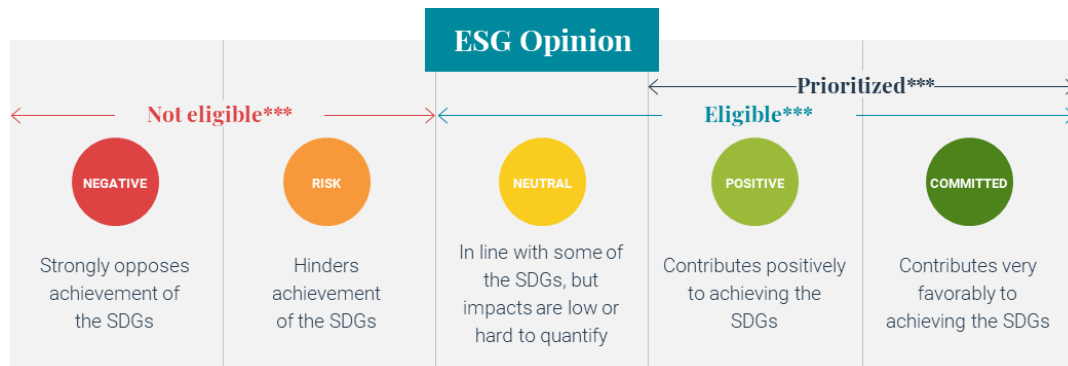 ESG Opinion
Prioritized***
Not eligible***
Eligible***
NEGATIVE
RISK
NEUTRAL
POSITIVE
COMMITTED
Strongly opposes
achievement of
the SDGs
Hinders
achievement
of the SDGs
In line with some of
the SDGs, but
impacts are low or
hard to quantify
Contributes positively
to achieving the
SDGs
Contributes very
favorably to
achieving the SDGs